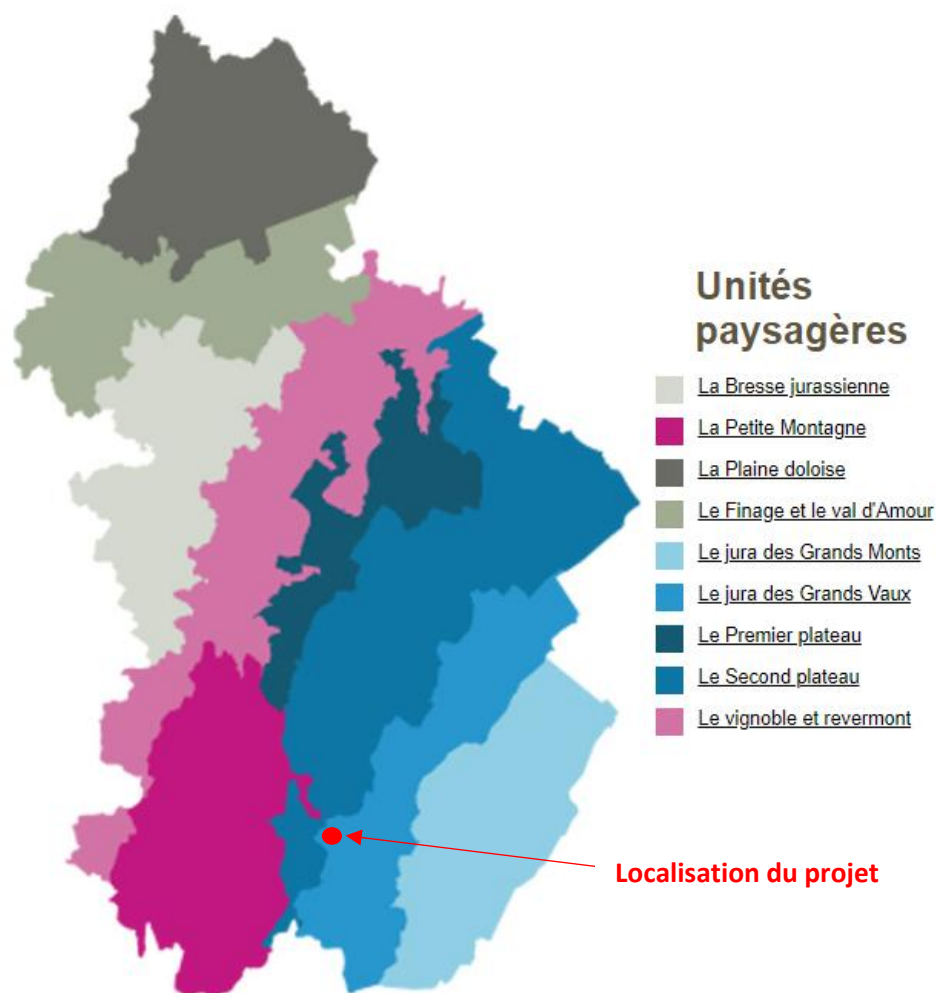 Unités
paysagères
La Bresse jurassienne
La Petite Montagne
La Plaine doloise
Le Finage et le val d'Amour
Le jura des Grands Monts
Le jura des Grands Vaux
Le Premier plateau
Le Second plateau
Le vignoble et revermont
Localisation du projet